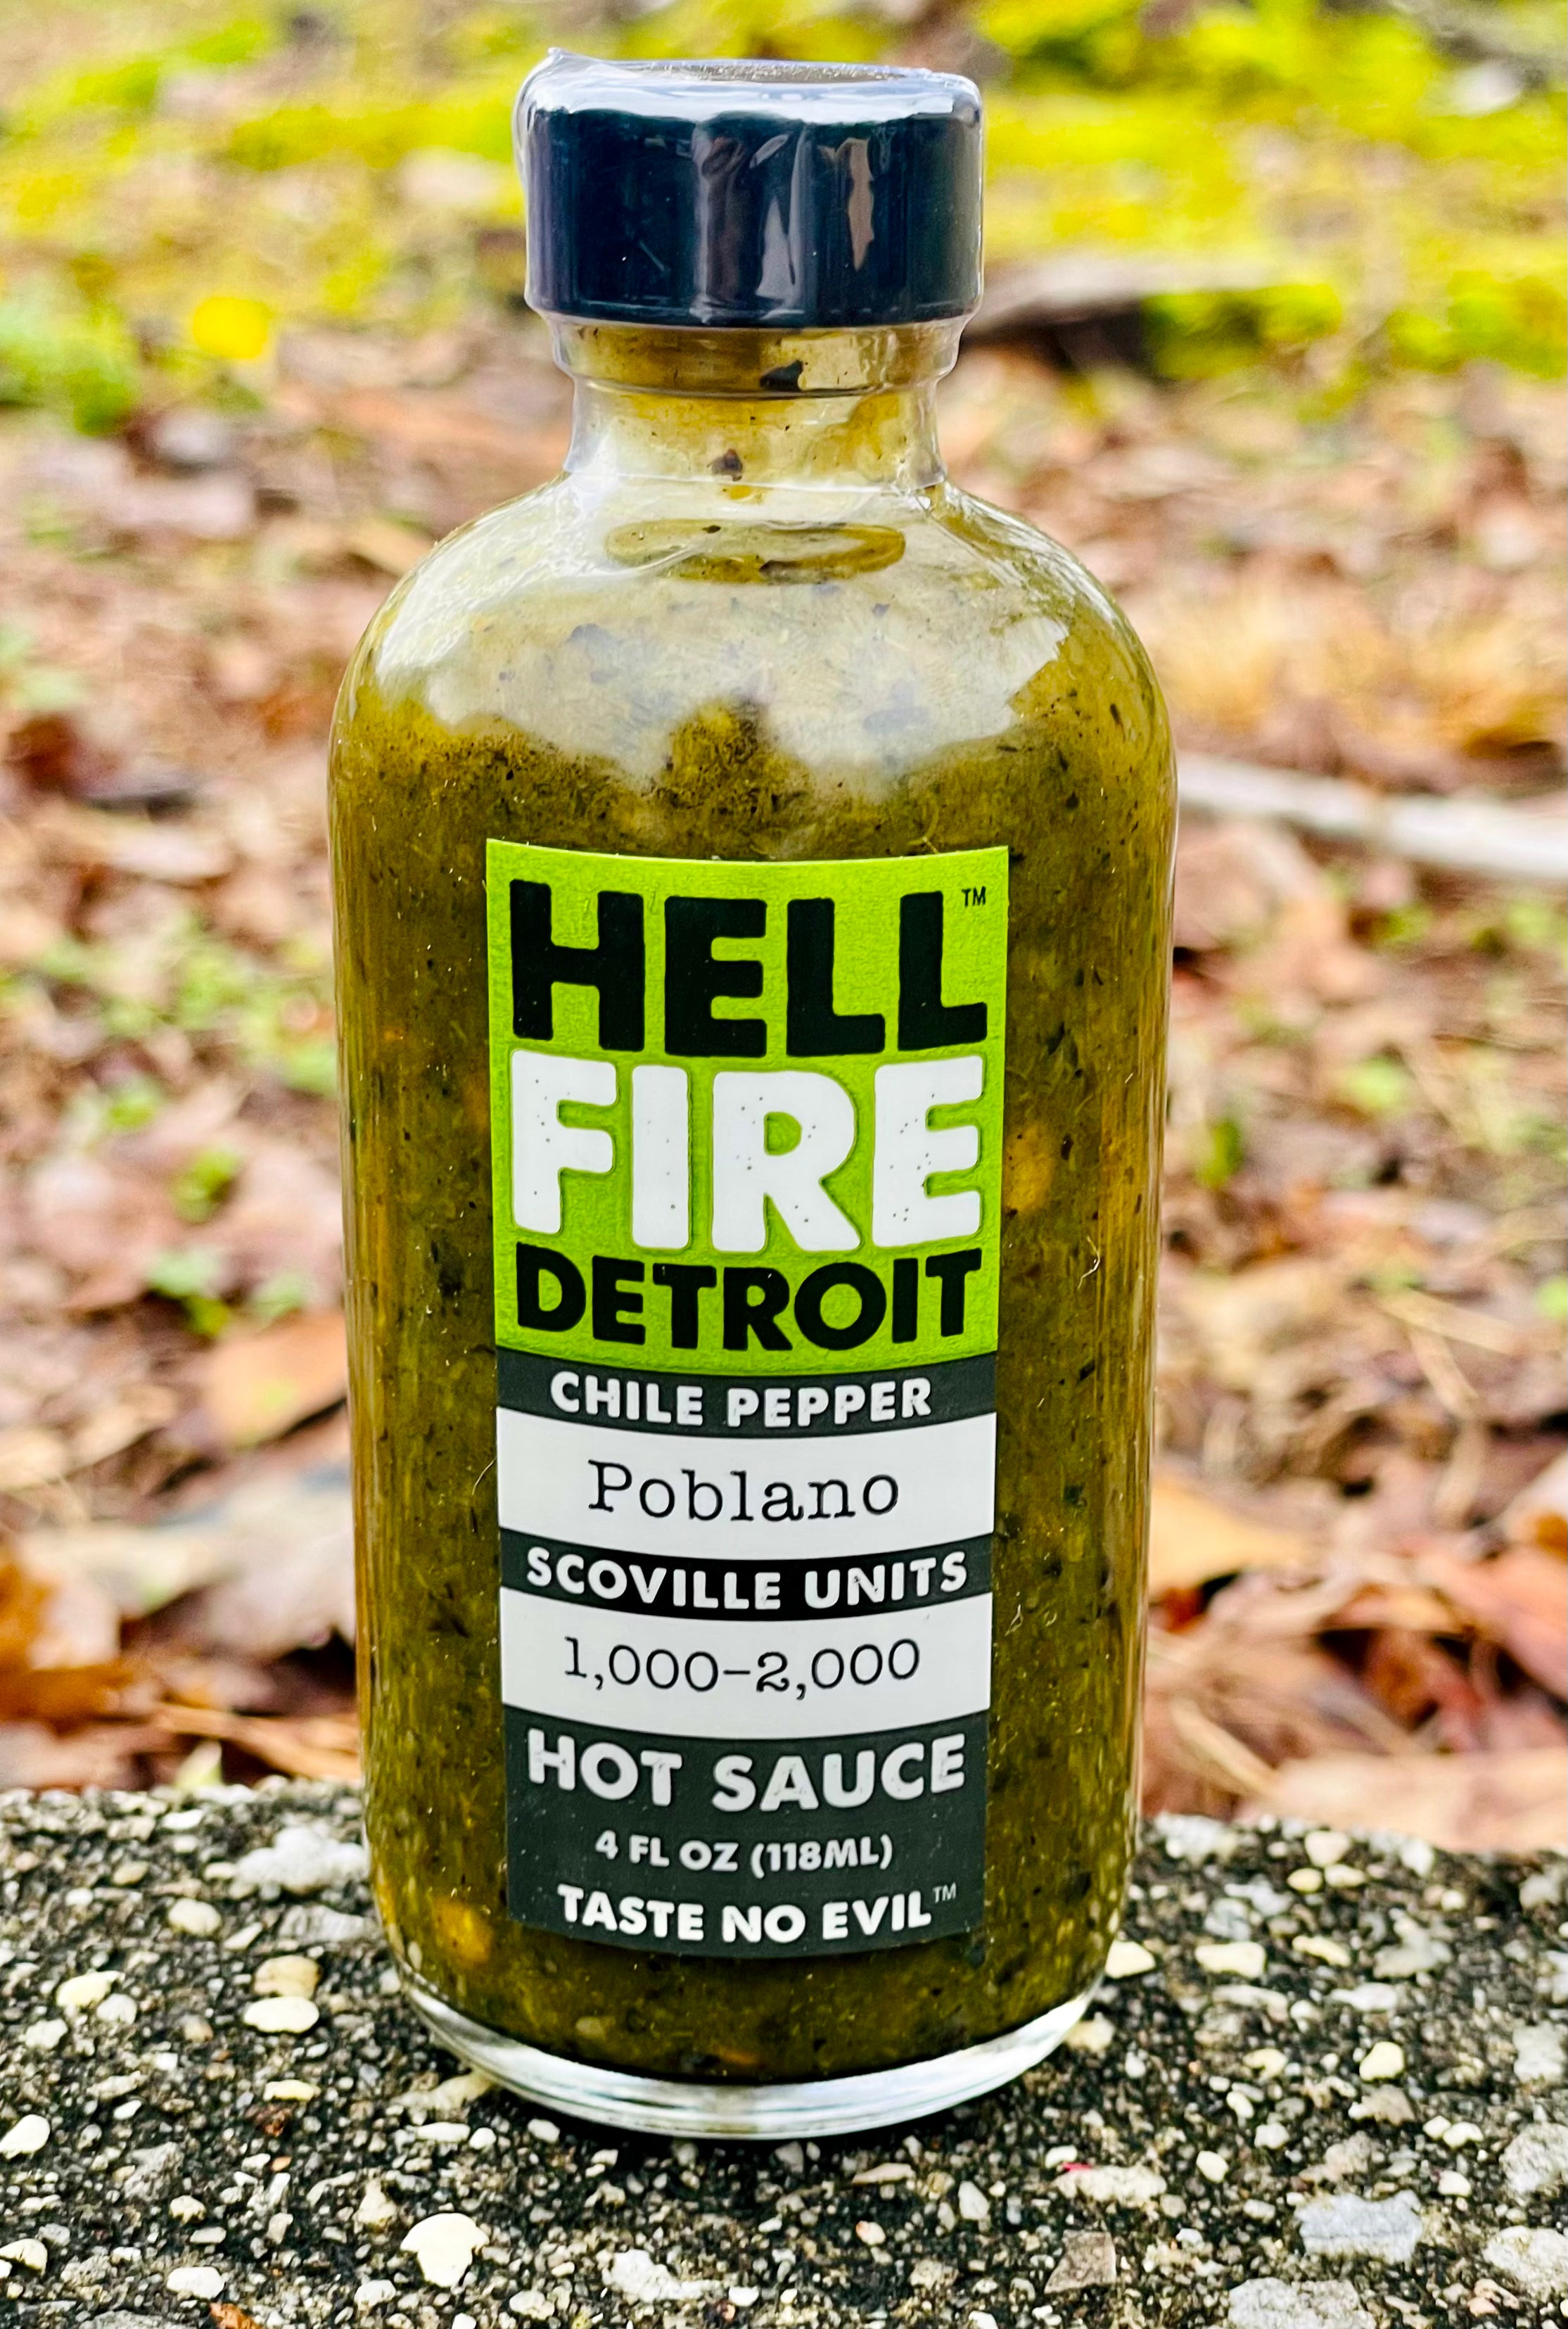 HELL™
FIRE
DETROIT
CHILE PEPPER
Poblano
SCOVILLE UNITS
1,000-2,000
HOT SAUCE
4 FL OZ (118ML)
TASTE NO EVIL™